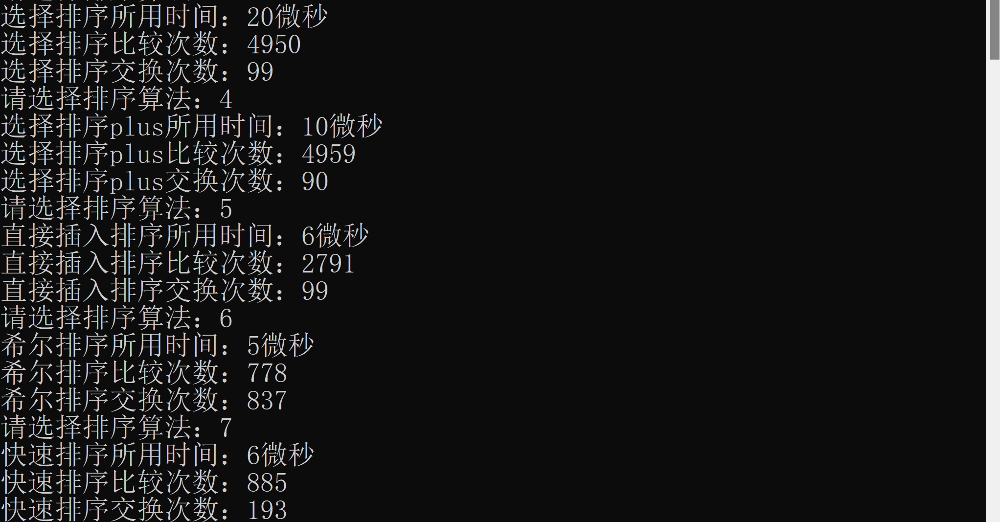 选择排序所用时间：20微秒
选择排序比较次数：4950
选择排序交换次数：99
请选择排序算法：4
选择排序plus所用时间：10微秒
选择排序plus比较次数：4959
选择排序plus交换次数：90
请选择排序算法：5
直接插入排序所用时间：6微秒
直接插入排序比较次数：2791
直接插入排序交换次数：99
请选择排序算法：6
希尔排序所用时间：5微秒
希尔排序比较次数：778
希尔排序交换次数：837
请选择排序算法：7
快速排序所用时间：6微秒
快速排序比较次数：885
快速排序交换次数：193